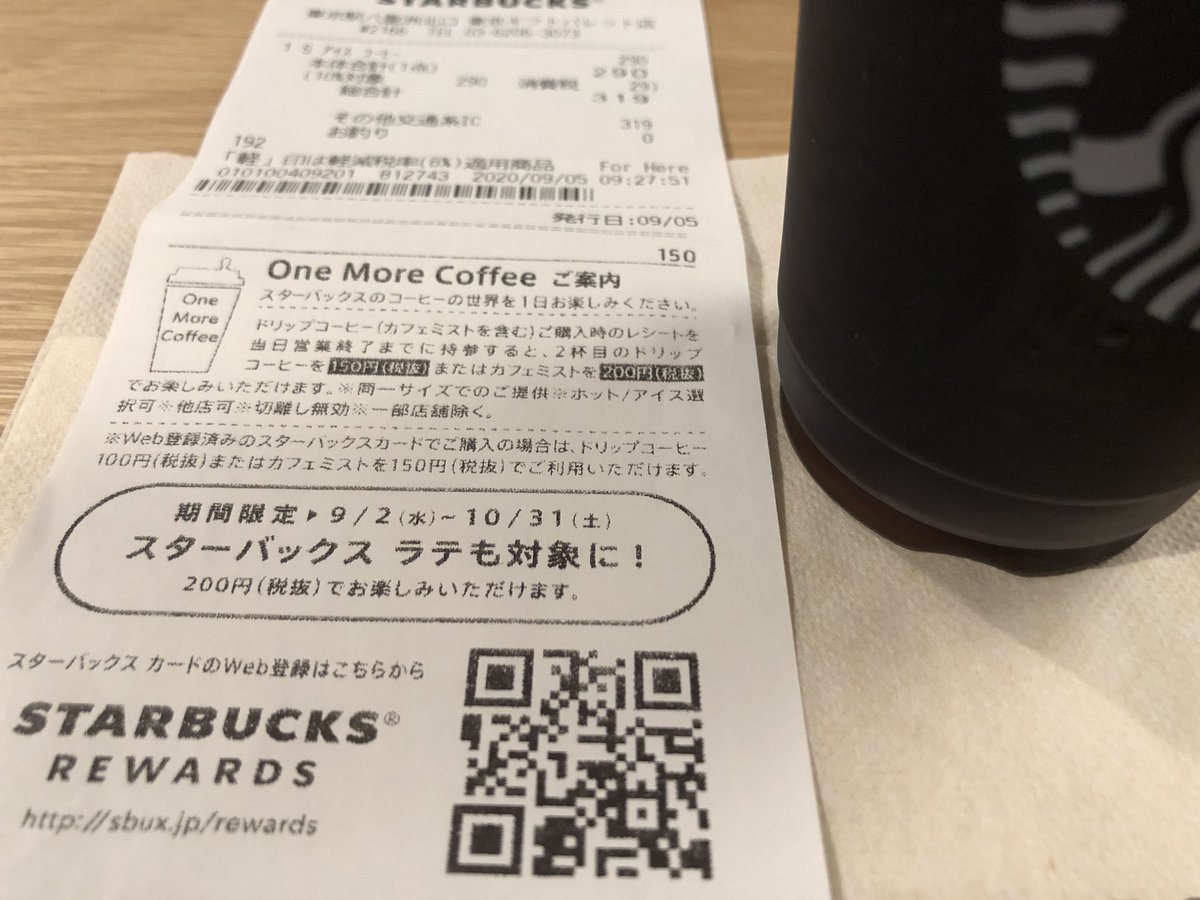 STARBUCKS®
#2166 TEL 03-6206-3073
1 S アイス コーヒー 290
本体合計(1点) 290
(10%対象 290 消費税 29)
総合計 319
その他交通系IC 319
お釣り 0
192
「軽」印は軽減税率(8%)適用商品 For Here
010100409201 812743 2020/09/05 09:27:51
発行日:09/05
150
One More Coffee ご案内
スターバックスのコーヒーの世界を1日お楽しみください。
One
More
Coffee
ドリップコーヒー(カフェミストを含む)ご購入時のレシートを
当日営業終了までに持参すると、2杯目のドリップ
コーヒーを150円(税抜)またはカフェミストを200円(税抜)
でお楽しみいただけます。※同一サイズでのご提供※ホット/アイス選
択可※他店可※切離し無効※一部店舗除く。
※Web登録済みのスターバックスカードでご購入の場合は、ドリップコーヒー
100円(税抜)またはカフェミストを150円(税抜)でご利用いただけます。
期間限定▶9/2(水)~10/31(土)
スターバックス ラテも対象に!
200円(税抜)でお楽しみいただけます。
スターバックス カードのWeb登録はこちらから
STARBUCKS®
REWARDS
http://sbux.jp/rewards